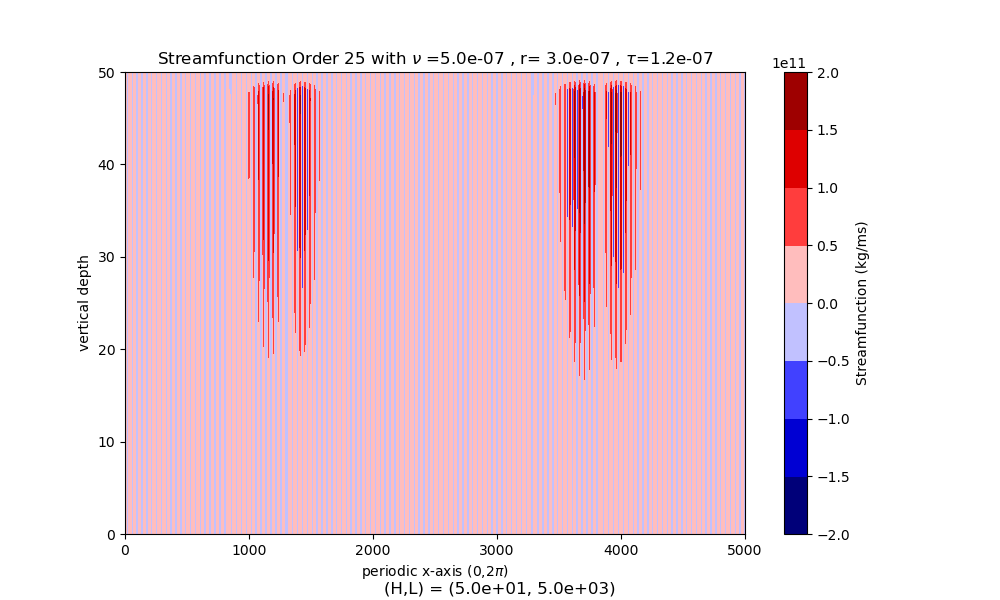 Streamfunction Order 25 with ν =5.0e-07 , r= 3.0e-07 , τ=1.2e-07
1e11
50
40
30
20
10
0
vertical depth
0 1000 2000 3000 4000 5000
periodic x-axis (0,2π)
(H,L) = (5.0e+01, 5.0e+03)
2.0
1.5
1.0
0.5
0.0
−0.5
−1.0
−1.5
−2.0
Streamfunction (kg/ms)